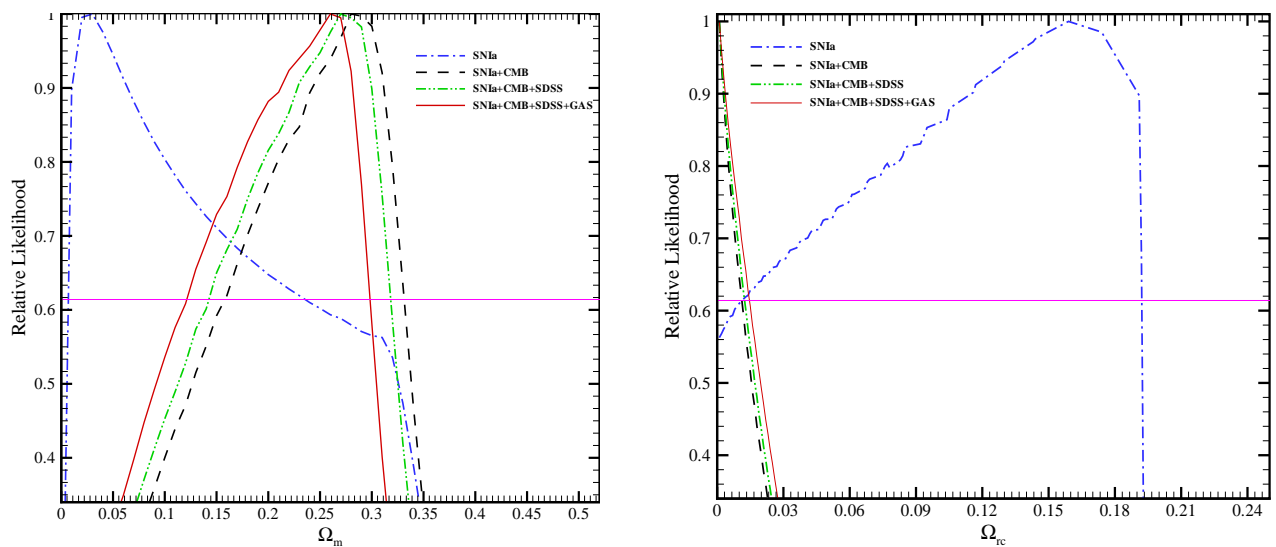 Relative Likelihood
1
0.9
0.8
0.7
0.6
0.5
0.4
SNIa
SNIa+CMB
SNIa+CMB+SDSS
SNIa+CMB+SDSS+GAS
0 0.05 0.1 0.15 0.2 0.25 0.3 0.35 0.4 0.45 0.5
Ωm
Relative Likelihood
1
0.9
0.8
0.7
0.6
0.5
0.4
SNIa
SNIa+CMB
SNIa+CMB+SDSS
SNIa+CMB+SDSS+GAS
0 0.03 0.06 0.09 0.12 0.15 0.18 0.21 0.24
Ωrc